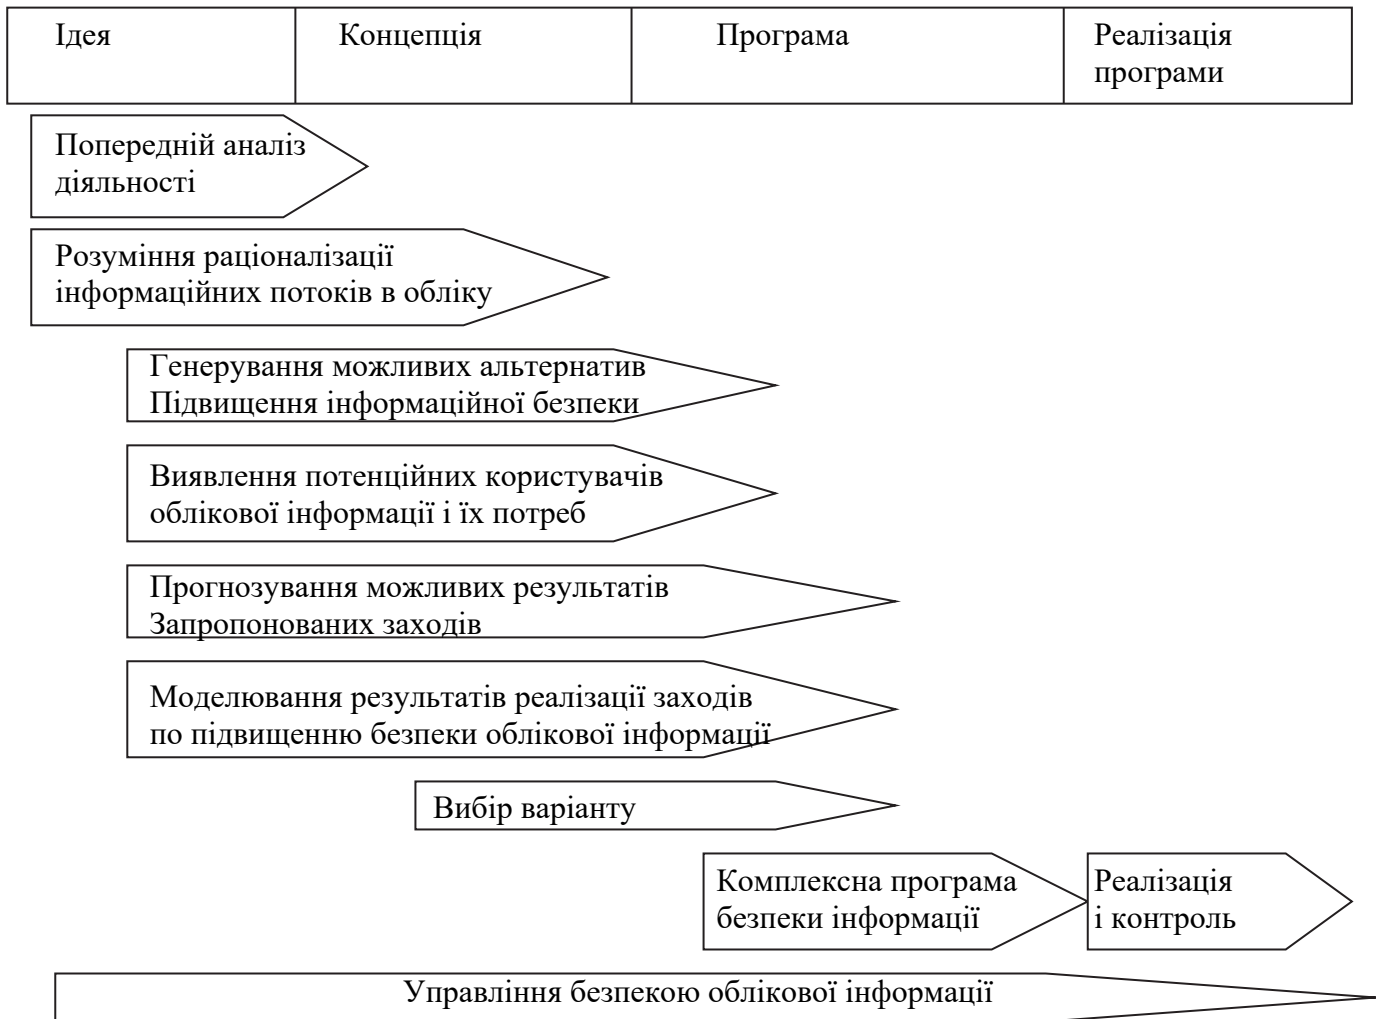 Ідея
Концепція
Програма
Реалізація
програми
Попередній аналіз
діяльності
Розуміння раціоналізації
інформаційних потоків в обліку
Генерування можливих альтернатив
Підвищення інформаційної безпеки
Виявлення потенційних користувачів
облікової інформації і їх потреб
Прогнозування можливих результатів
Запропонованих заходів
Моделювання результатів реалізації заходів
по підвищенню безпеки облікової інформації
Вибір варіанту
Комплексна програма
безпеки інформації
Реалізація
і контроль
Управління безпекою облікової інформації